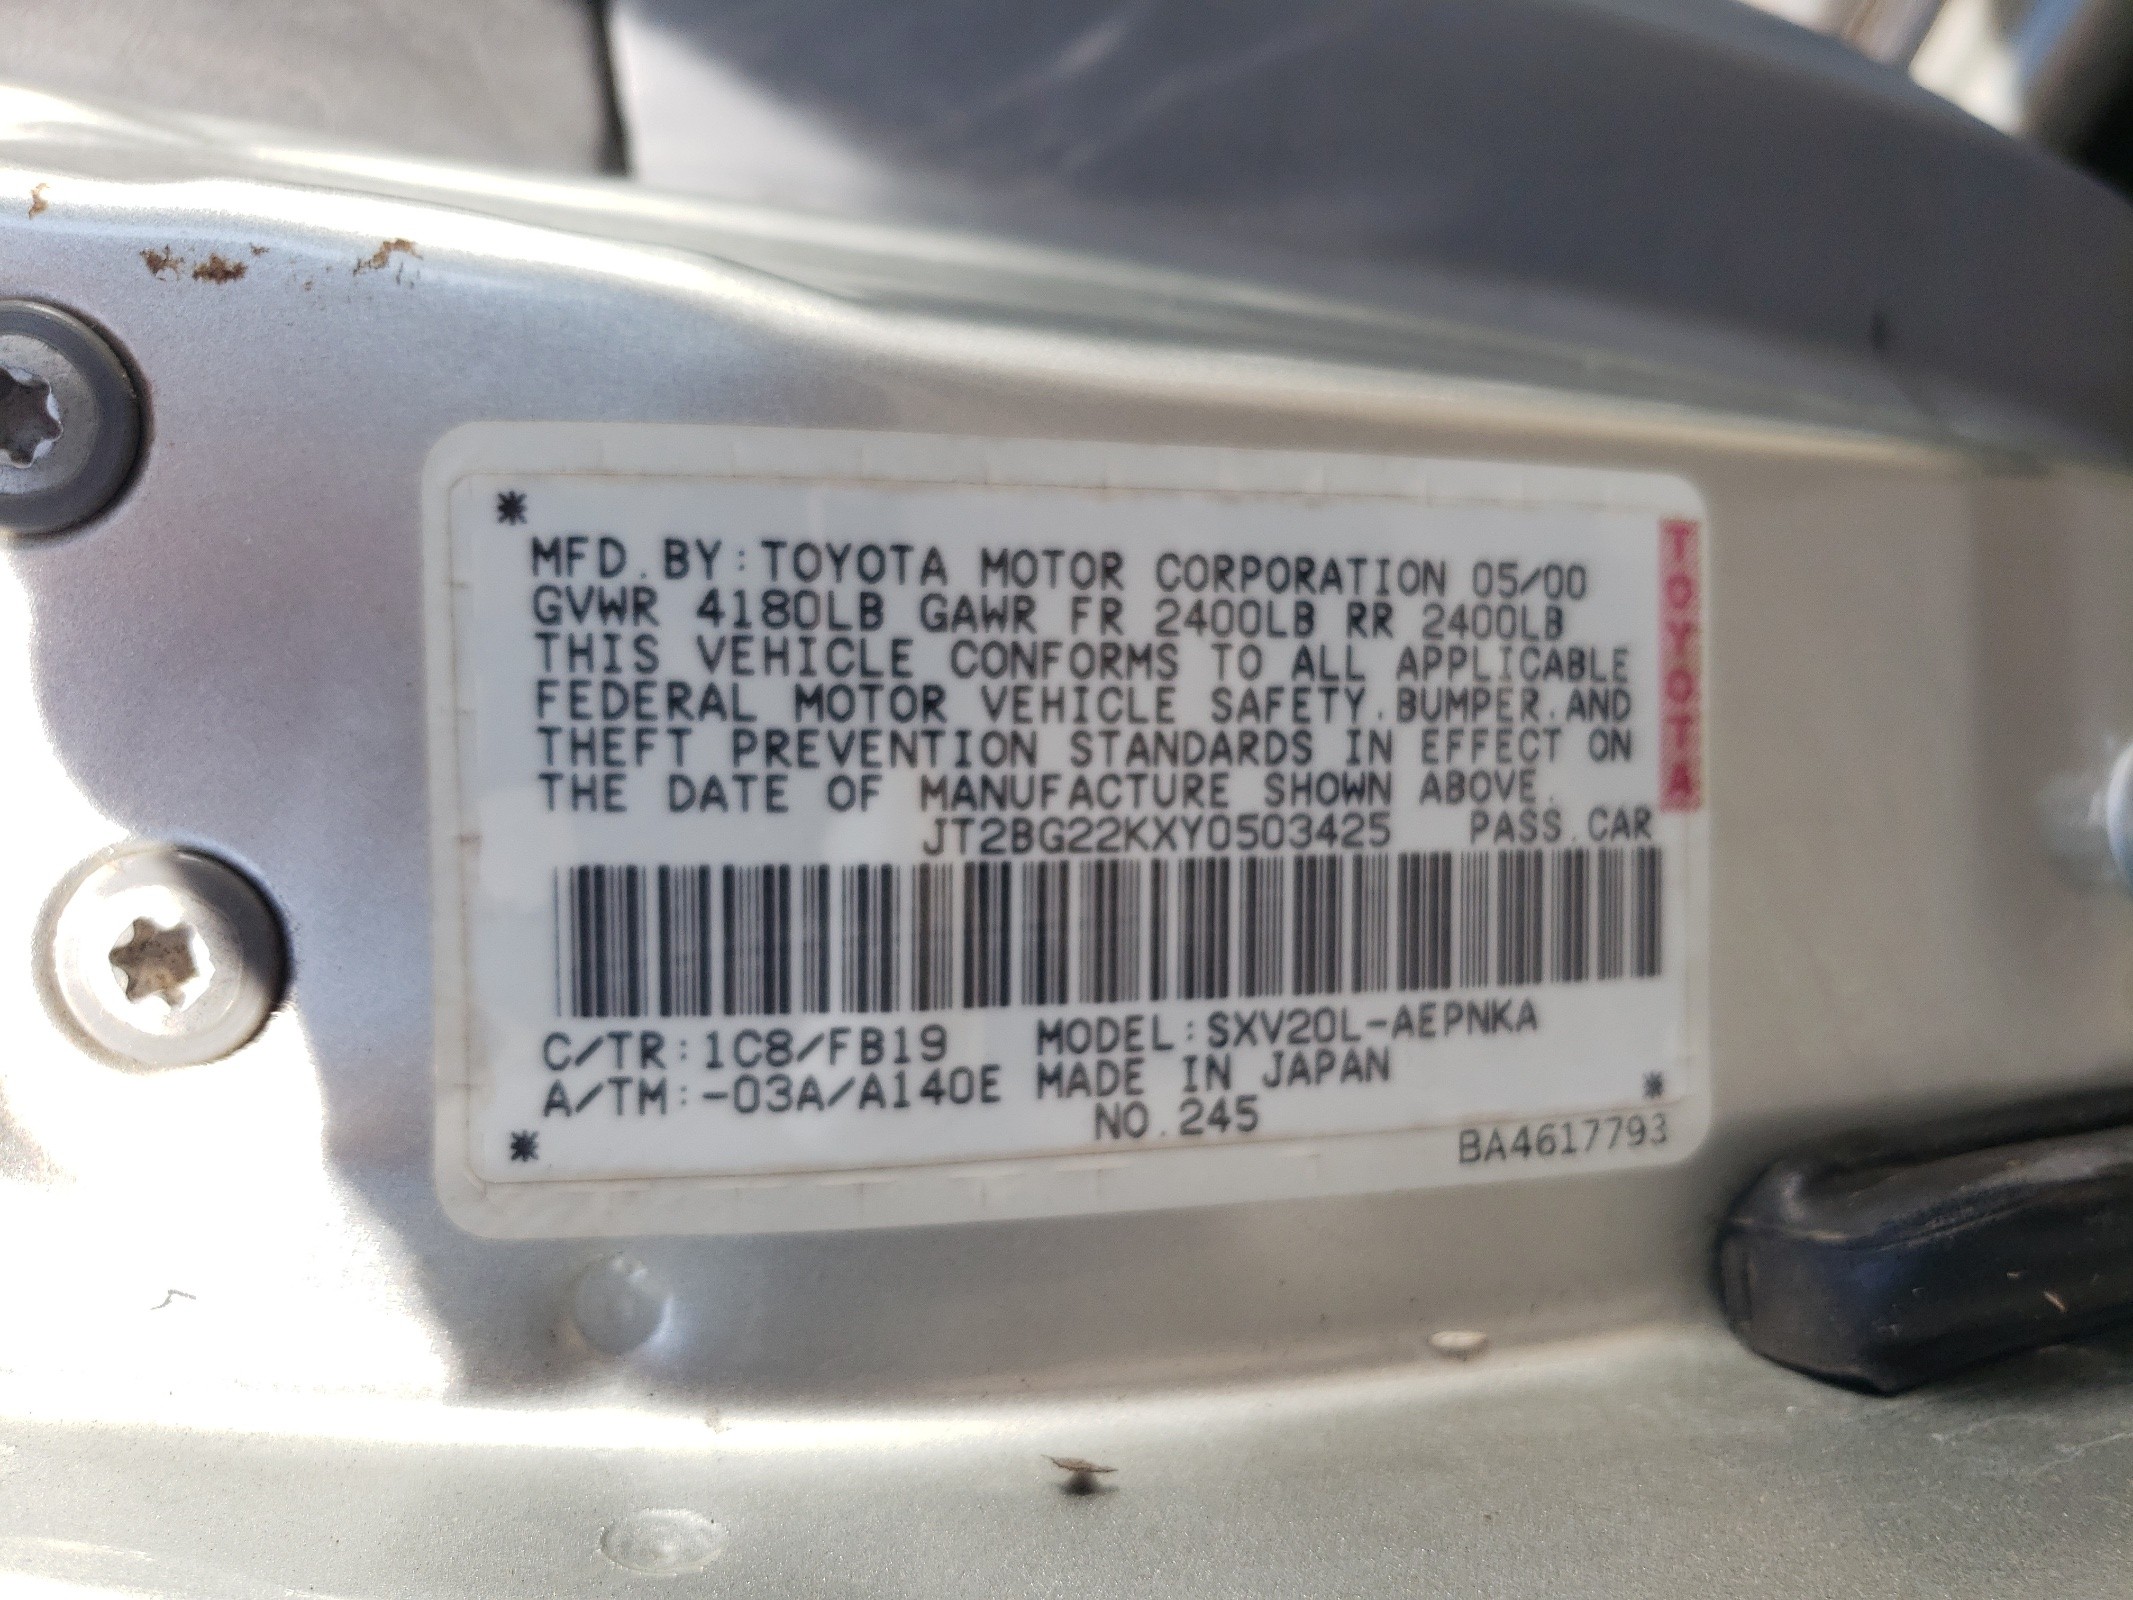 MFD.BY:TOYOTA MOTOR CORPORATION 05/00
GVWR 4180LB GAWR FR 2400LB RR 2400LB
THIS VEHICLE CONFORMS TO ALL APPLICABLE
FEDERAL MOTOR VEHICLE SAFETY,BUMPER,AND
THEFT PREVENTION STANDARDS IN EFFECT ON
THE DATE OF MANUFACTURE SHOWN ABOVE.
JT2BG22KXY0503425 PASS.CAR
C/TR:1C8/FB19 MODEL:SXV20L-AEPNKA
A/TM:-03A/A140E MADE IN JAPAN
NO.245
BA4617793
TOYOTA